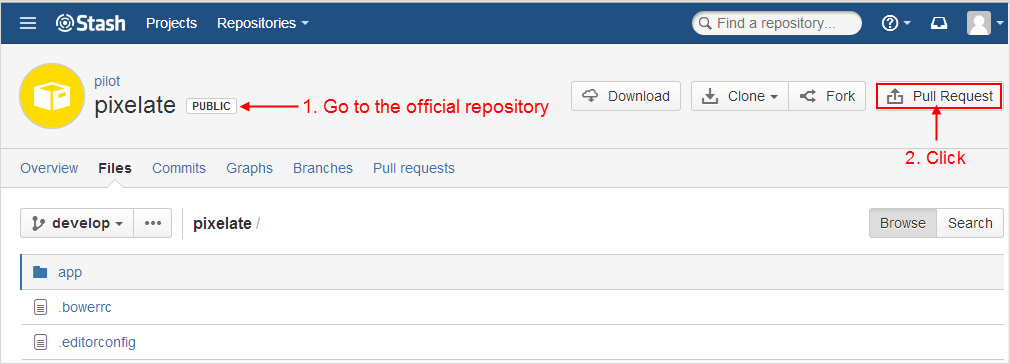 Stash Projects Repositories Find a repository...
pilot
pixelate PUBLIC 1. Go to the official repository Download Clone Fork Pull Request
2. Click
Overview Files Commits Graphs Branches Pull requests
develop ••• pixelate / Browse Search
app
.bowerrc
.editorconfig